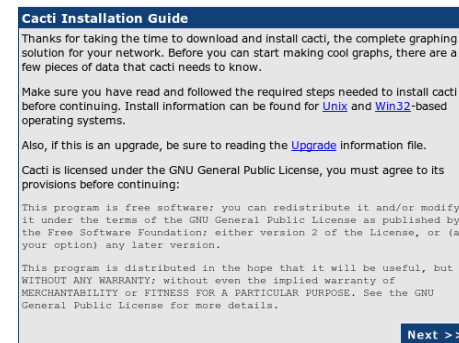 Cacti Installation Guide
Thanks for taking the time to download and install cacti, the complete graphing
solution for your network. Before you can start making cool graphs, there are a
few pieces of data that cacti needs to know.
Make sure you have read and followed the required steps needed to install cacti
before continuing. Install information can be found for Unix and Win32-based
operating systems.
Also, if this is an upgrade, be sure to reading the Upgrade information file.
Cacti is licensed under the GNU General Public License, you must agree to its
provisions before continuing:
This program is free software; you can redistribute it and/or modify
it under the terms of the GNU General Public License as published by
the Free Software Foundation; either version 2 of the License, or (a
your option) any later version.
This program is distributed in the hope that it will be useful, but
WITHOUT ANY WARRANTY; without even the implied warranty of
MERCHANTABILITY or FITNESS FOR A PARTICULAR PURPOSE. See the GNU
General Public License for more details.
Next >>